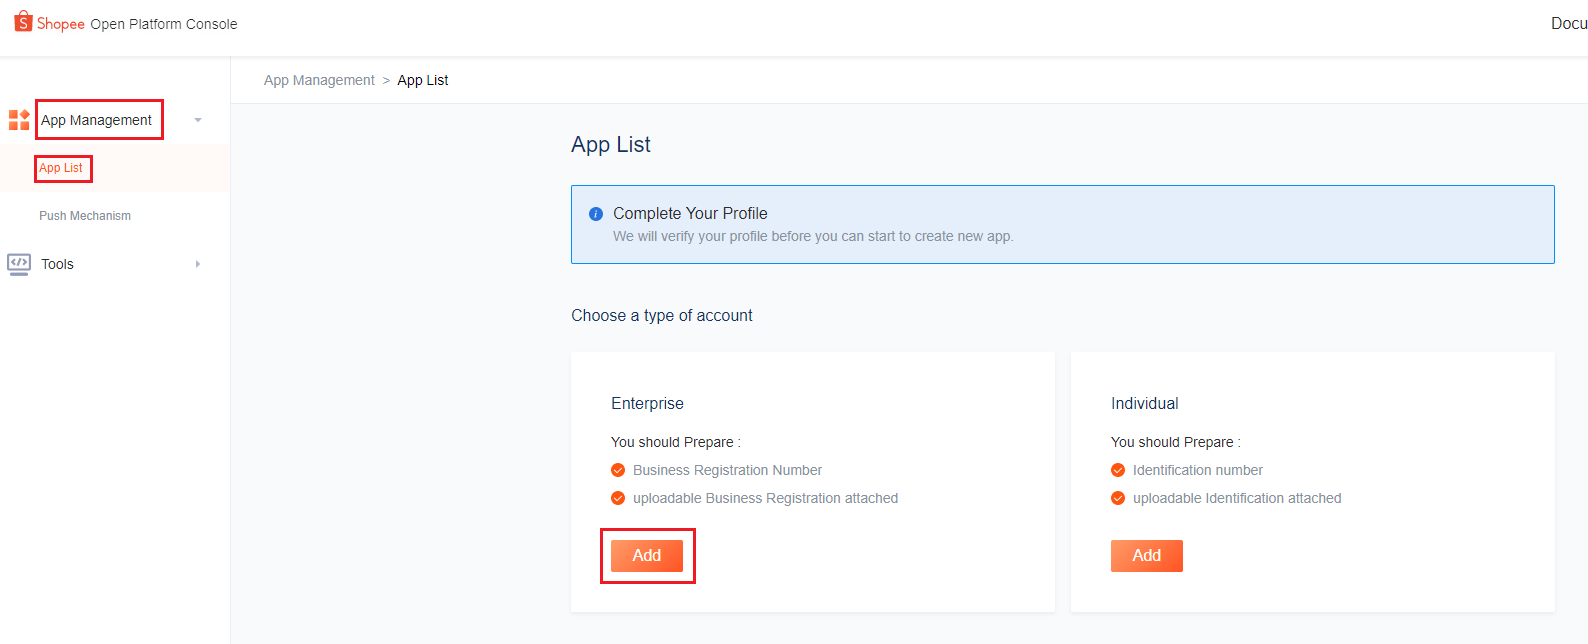 Shopee Open Platform Console
Docu
App Management > App List
App Management
App List
Push Mechanism
Tools
App List
Complete Your Profile
We will verify your profile before you can start to create new app.
Choose a type of account
Enterprise
You should Prepare :
Business Registration Number
uploadable Business Registration attached
Add
Individual
You should Prepare :
Identification number
uploadable Identification attached
Add